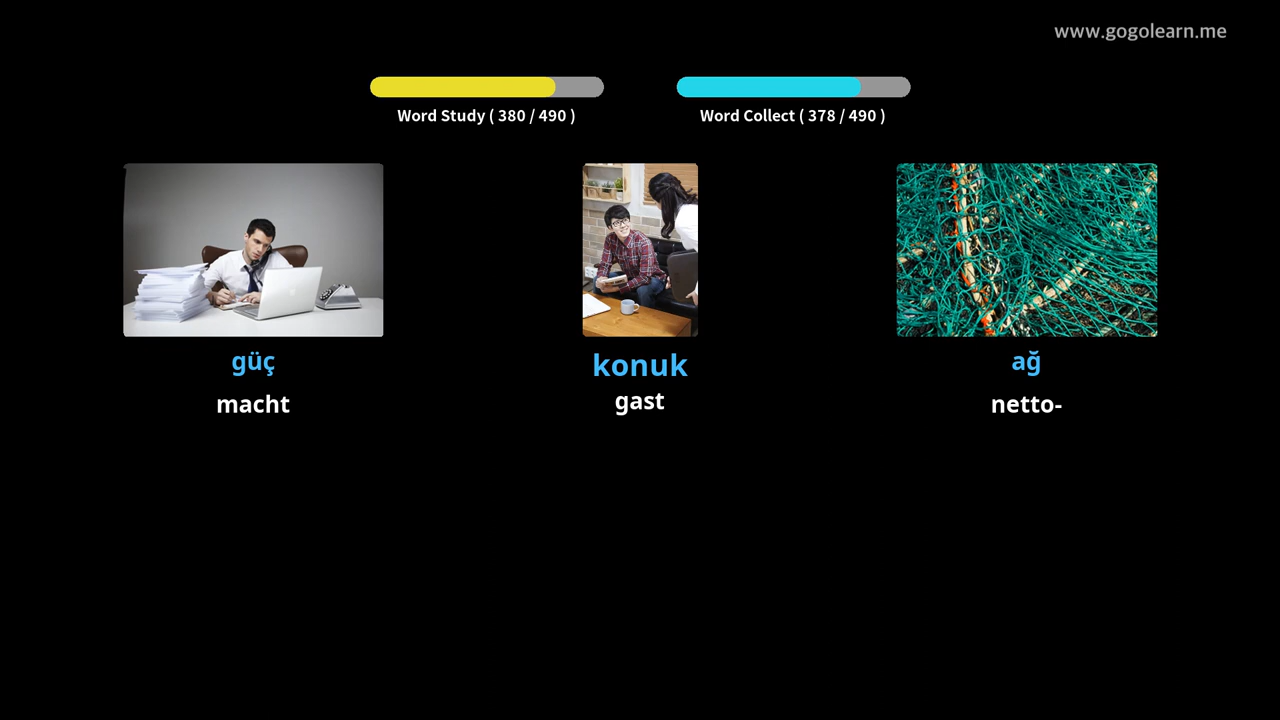 www.gogolearn.me
Word Study ( 380 / 490 )
Word Collect ( 378 / 490 )
güç
konuk
ağ
macht
gast
netto-